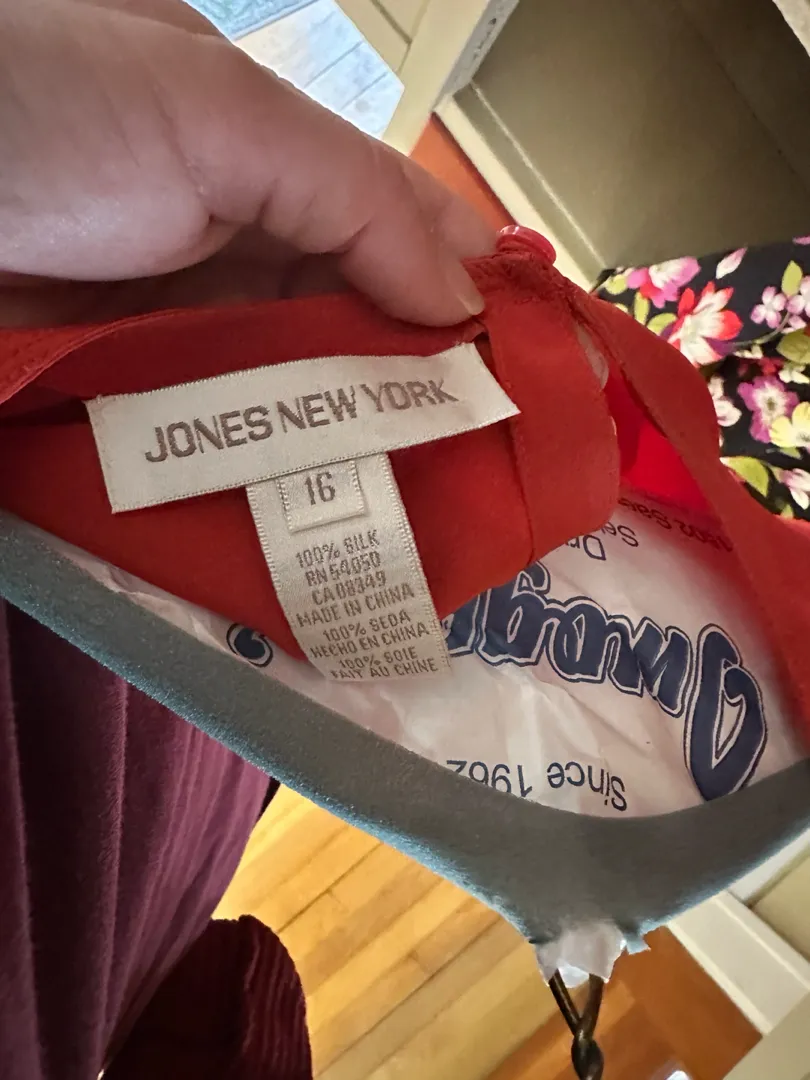 JONES NEW YORK
16
100% SILK
RN 54050
CA 08349
MADE IN CHINA
100% SEDA
HECHO EN CHINA
100% SOIE
FAIT AU CHINE
Since 1962